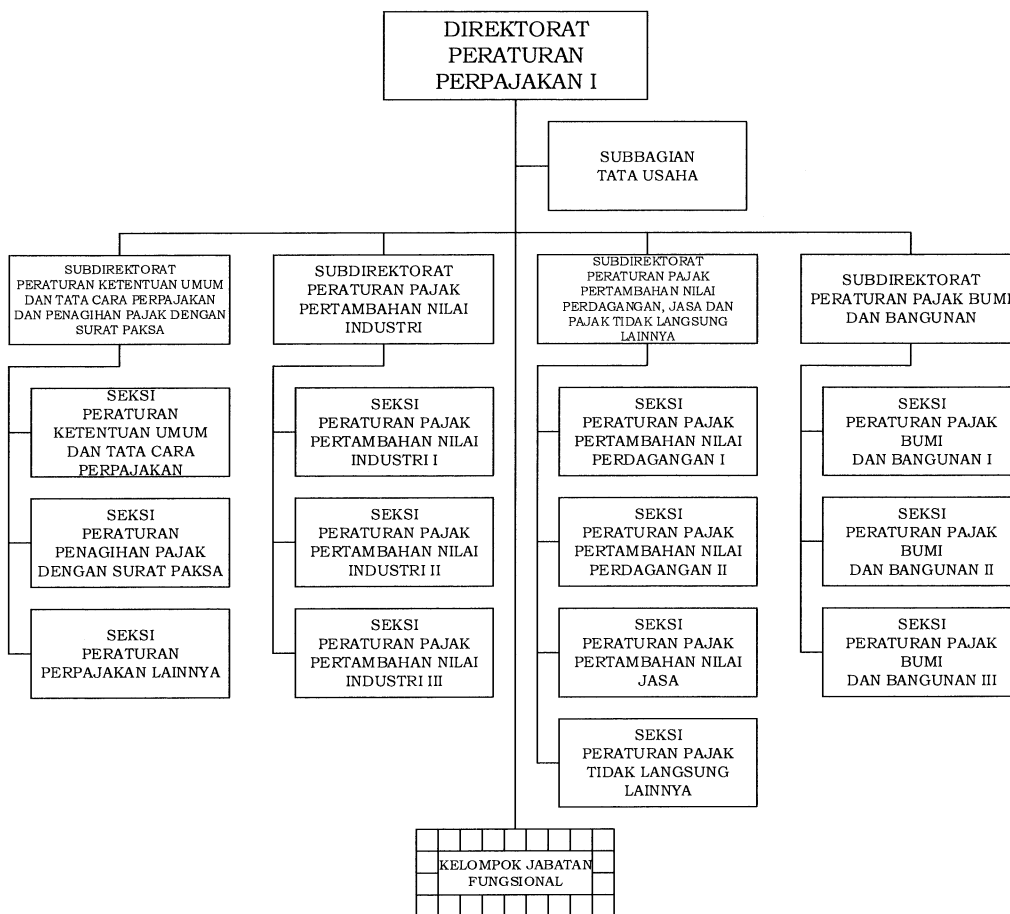 DIREKTORAT
PERATURAN
PERPAJAKAN I
SUBBAGIAN
TATA USAHA
SUBDIREKTORAT
PERATURAN KETENTUAN UMUM
DAN TATA CARA PERPAJAKAN
DAN PENAGIHAN PAJAK DENGAN
SURAT PAKSA
SEKSI
PERATURAN
KETENTUAN UMUM
DAN TATA CARA
PERPAJAKAN
SEKSI
PERATURAN
PENAGIHAN PAJAK
DENGAN SURAT PAKSA
SEKSI
PERATURAN
PERPAJAKAN LAINNYA
SUBDIREKTORAT
PERATURAN PAJAK
PERTAMBAHAN NILAI
INDUSTRI
SEKSI
PERATURAN PAJAK
PERTAMBAHAN NILAI
INDUSTRI I
SEKSI
PERATURAN PAJAK
PERTAMBAHAN NILAI
INDUSTRI II
SEKSI
PERATURAN PAJAK
PERTAMBAHAN NILAI
INDUSTRI III
SUBDIREKTORAT
PERATURAN PAJAK
PERTAMBAHAN NILAI
PERDAGANGAN, JASA DAN
PAJAK TIDAK LANGSUNG
LAINNYA
SEKSI
PERATURAN PAJAK
PERTAMBAHAN NILAI
PERDAGANGAN I
SEKSI
PERATURAN PAJAK
PERTAMBAHAN NILAI
PERDAGANGAN II
SEKSI
PERATURAN PAJAK
PERTAMBAHAN NILAI
JASA
SEKSI
PERATURAN PAJAK
TIDAK LANGSUNG
LAINNYA
SUBDIREKTORAT
PERATURAN PAJAK BUMI
DAN BANGUNAN
SEKSI
PERATURAN PAJAK
BUMI
DAN BANGUNAN I
SEKSI
PERATURAN PAJAK
BUMI
DAN BANGUNAN II
SEKSI
PERATURAN PAJAK
BUMI
DAN BANGUNAN III
KELOMPOK JABATAN
FUNGSIONAL